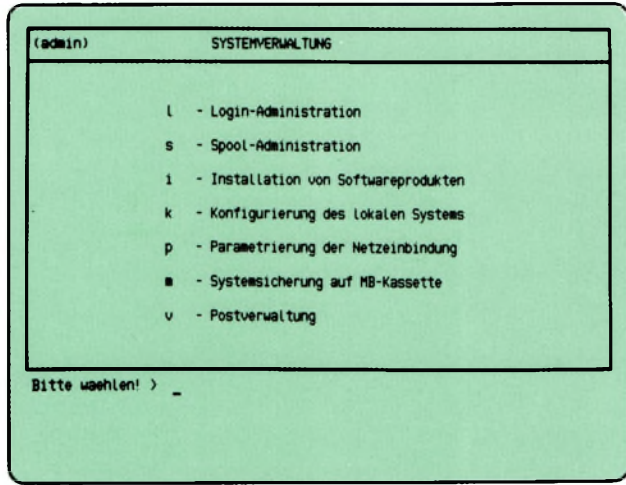 (admin) SYSTEMVERWALTUNG
l - Login-Administration
s - Spool-Administration
i - Installation von Softwareprodukten
k - Konfigurierung des lokalen Systems
p - Parametrierung der Netzeinbindung
m - Systemsicherung auf MB-Kassette
v - Postverwaltung
Bitte waehlen! > _